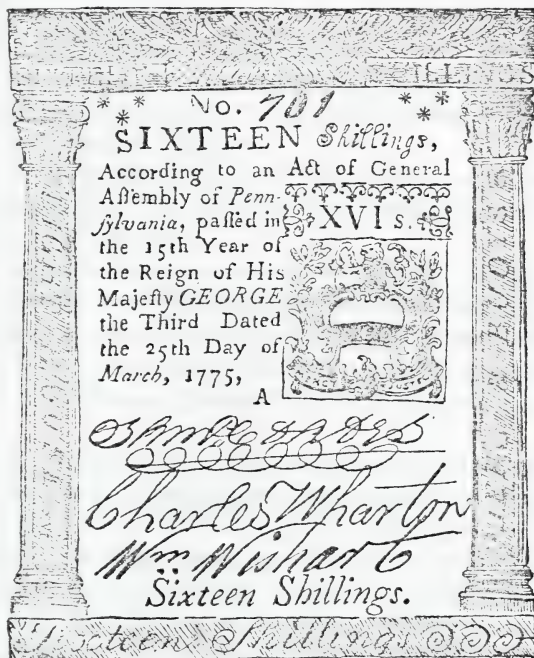 SHILLINGS
No. 701
SIXTEEN Shillings,
According to an Act of General
Aſſembly of Penn-
ſylvania, paſſed in
XVI s.
the 15th Year of
the Reign of His
Majeſty GEORGE
the Third Dated
the 25th Day of
March, 1775,
A
Charles Wharton
Wm Wishart
Sixteen Shillings.
Sixteen Shillings